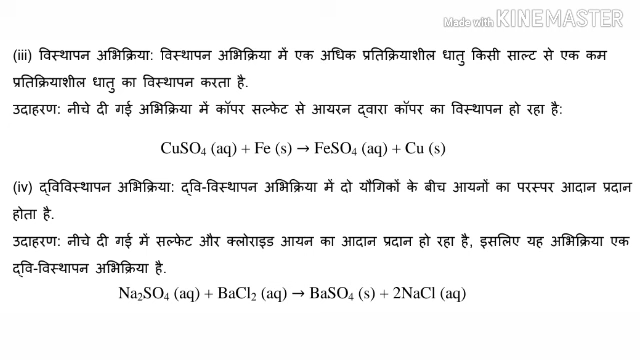 Made with KINEMASTER
(iii) विस्थापन अभिक्रिया: विस्थापन अभिक्रिया में एक अधिक प्रतिक्रियाशील धातु किसी साल्ट से एक कम
प्रतिक्रियाशील धातु का विस्थापन करता है.
उदाहरण: नीचे दी गई अभिक्रिया में कॉपर सल्फेट से आयरन द्वारा कॉपर का विस्थापन हो रहा है:
CuSO₄ (aq) + Fe (s) → FeSO₄ (aq) + Cu (s)
(iv) द्विविस्थापन अभिक्रिया: द्वि-विस्थापन अभिक्रिया में दो यौगिकों के बीच आयनों का परस्पर आदान प्रदान
होता है.
उदाहरण: नीचे दी गई में सल्फेट और क्लोराइड आयन का आदान प्रदान हो रहा है, इसलिए यह अभिक्रिया एक
द्वि-विस्थापन अभिक्रिया है.
Na₂SO₄ (aq) + BaCl₂ (aq) → BaSO₄ (s) + 2NaCl (aq)